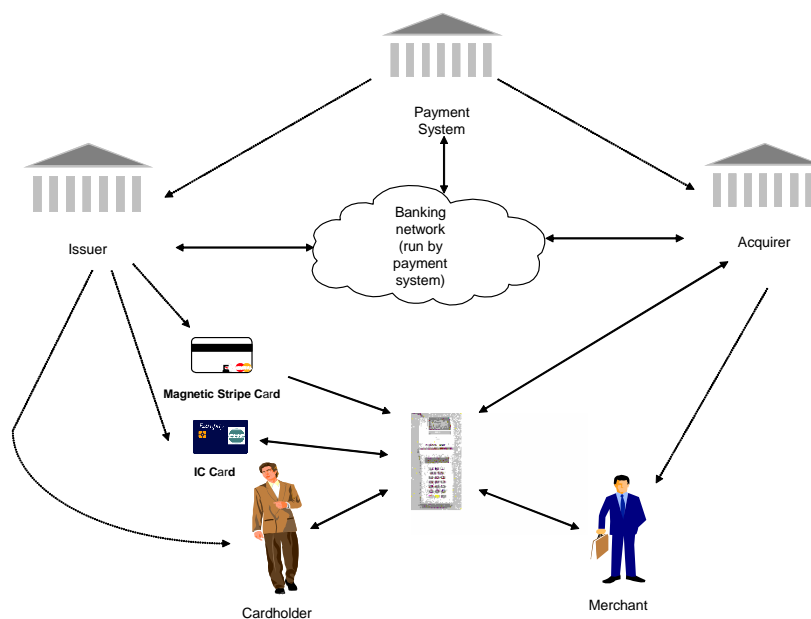 Payment
System
Issuer
Banking
network
(run by
payment
system)
Acquirer
Magnetic Stripe Card
IC Card
Cardholder
Merchant